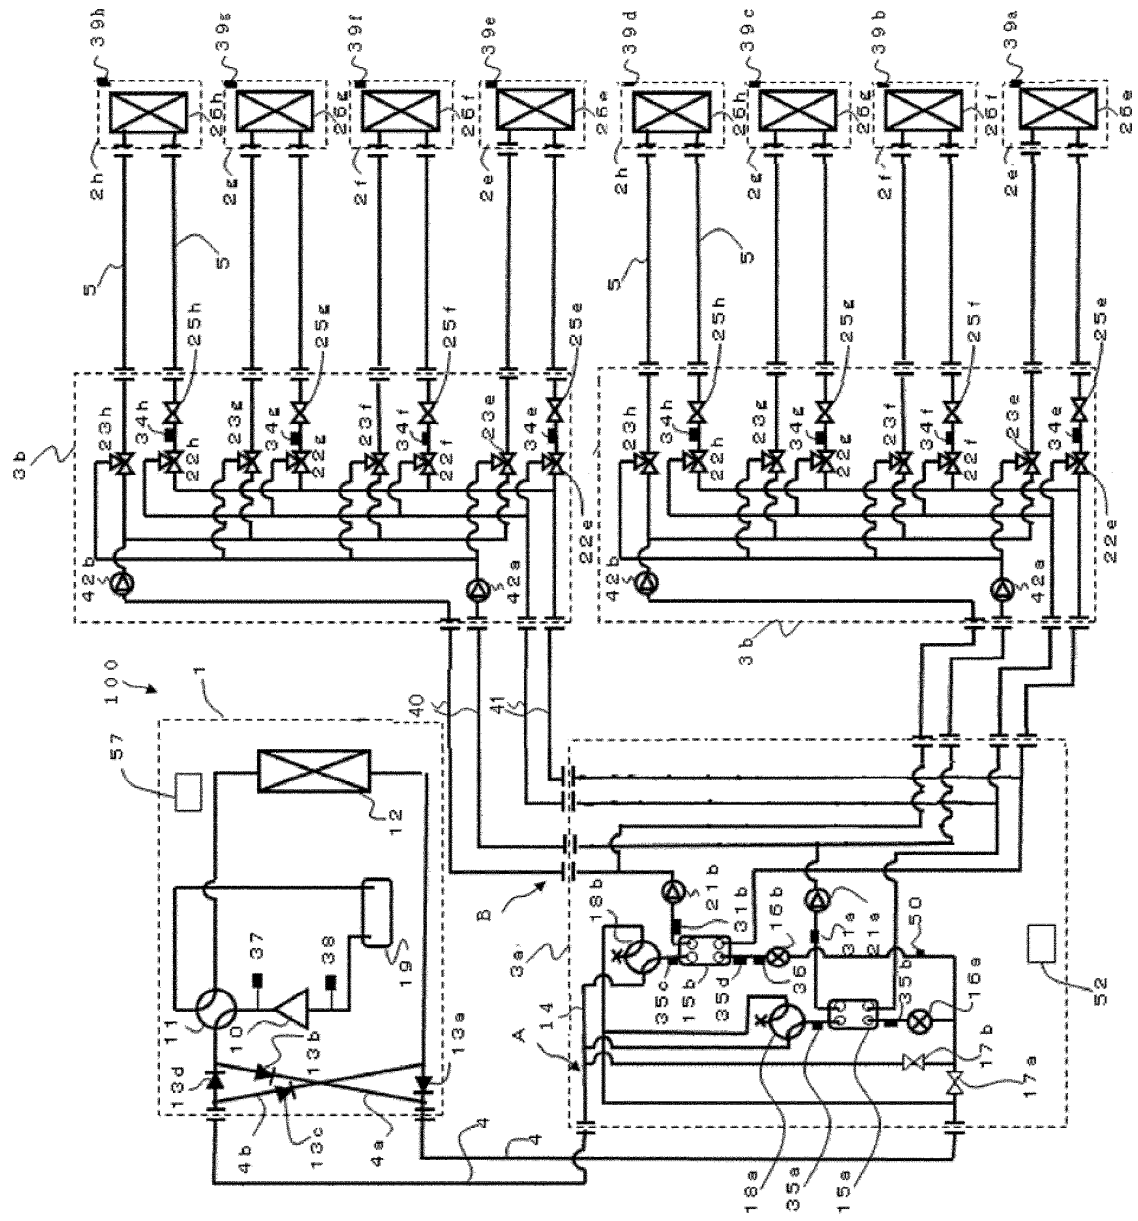 39h
39g
39f
39e
39d
39c
39b
39a
26h
26g
26f
26e
26h
26g
26f
26e
2h
2g
2f
2e
2h
2g
2f
2e
5
5
5
5
25h
25g
25f
25e
25h
25g
25f
25e
3b
23h
34h
22h
23g
34g
22g
23f
34f
22f
23e
34e
22e
23h
34h
22h
23g
34g
22g
23f
34f
22f
23e
34e
22e
42b
42a
42b
42a
3b
100
1
57
40
41
12
B
37
38
19
11
10
13b
13a
13d
13c
4b
4a
4
4
3a
18b
21b
31b
16b
31a
21a
50
35c
15b
35d
36
35b
16a
52
14
A
17b
17a
18a
35a
15a